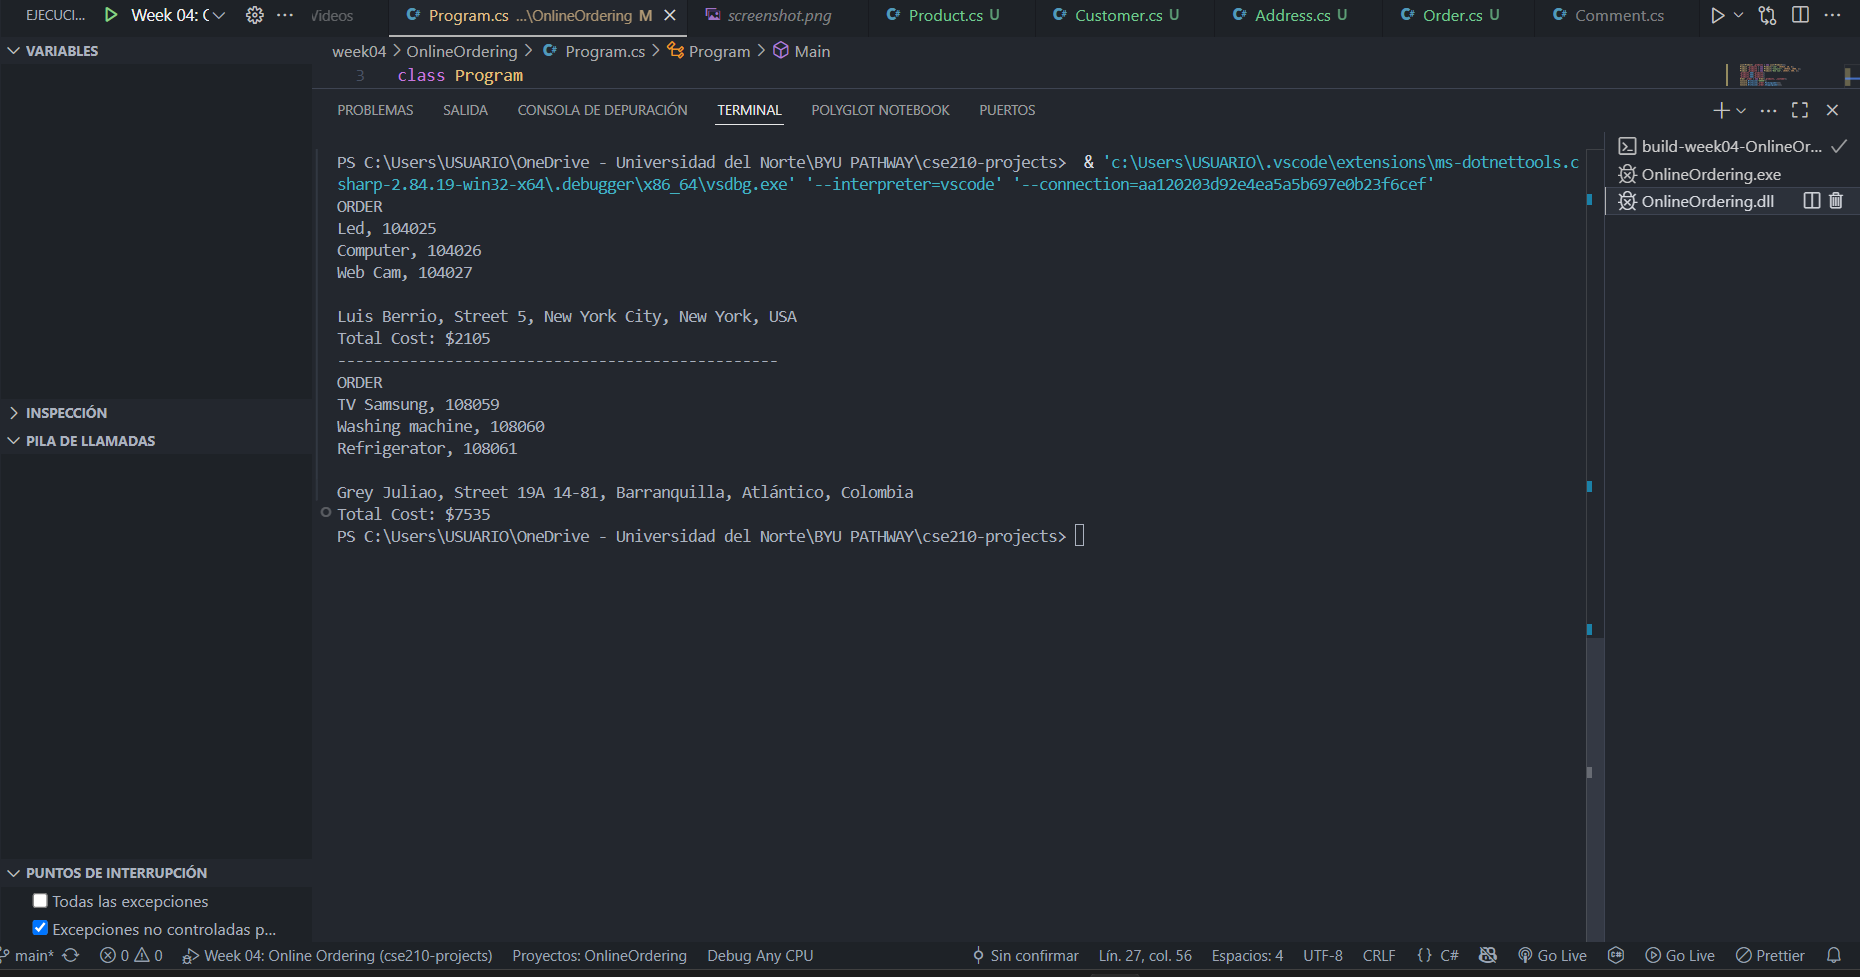 EJECUCI... Week 04: C ··· Videos Program.cs ...\OnlineOrdering M screenshot.png Product.cs U Customer.cs U Address.cs U Order.cs U Comment.cs ···
VARIABLES
week04 > OnlineOrdering > Program.cs > Program > Main
3 class Program
PROBLEMAS SALIDA CONSOLA DE DEPURACIÓN TERMINAL POLYGLOT NOTEBOOK PUERTOS
PS C:\Users\USUARIO\OneDrive - Universidad del Norte\BYU PATHWAY\cse210-projects>  & 'c:\Users\USUARIO\.vscode\extensions\ms-dotnettools.c
sharp-2.84.19-win32-x64\.debugger\x86_64\vsdbg.exe' '--interpreter=vscode' '--connection=aa120203d92e4ea5a5b697e0b23f6cef'
ORDER
Led, 104025
Computer, 104026
Web Cam, 104027
Luis Berrio, Street 5, New York City, New York, USA
Total Cost: $2105
-------------------------------------------------
ORDER
TV Samsung, 108059
Washing machine, 108060
Refrigerator, 108061
Grey Juliao, Street 19A 14-81, Barranquilla, Atlántico, Colombia
Total Cost: $7535
PS C:\Users\USUARIO\OneDrive - Universidad del Norte\BYU PATHWAY\cse210-projects>
build-week04-OnlineOr...
OnlineOrdering.exe
OnlineOrdering.dll
INSPECCIÓN
PILA DE LLAMADAS
PUNTOS DE INTERRUPCIÓN
Todas las excepciones
Excepciones no controladas p...
main* 0 0 Week 04: Online Ordering (cse210-projects) Proyectos: OnlineOrdering Debug Any CPU Sin confirmar Lín. 27, col. 56 Espacios: 4 UTF-8 CRLF {} C# Go Live Go Live Prettier